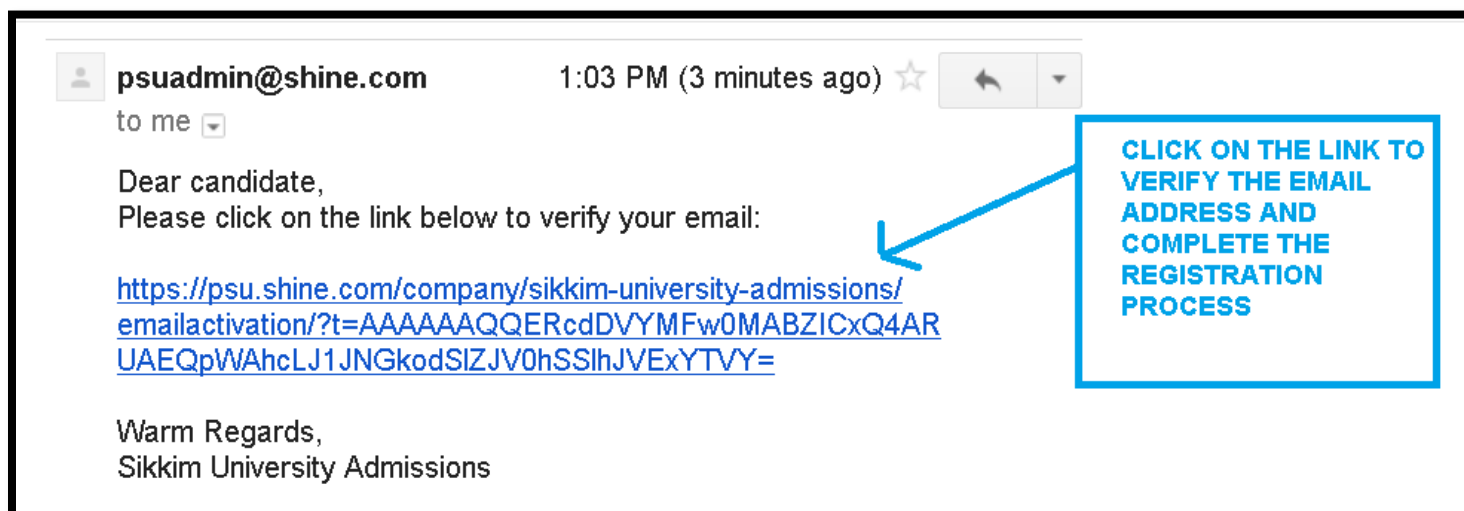 psuadmin@shine.com 1:03 PM (3 minutes ago)
to me
Dear candidate,
Please click on the link below to verify your email:
https://psu.shine.com/company/sikkim-university-admissions/
emailactivation/?t=AAAAAAQQERcdDVYMFw0MABZICxQ4AR
UAEQpWAhcLJ1JNGkodSlZJV0hSSlhJVExYTVY=
Warm Regards,
Sikkim University Admissions
CLICK ON THE LINK TO
VERIFY THE EMAIL
ADDRESS AND
COMPLETE THE
REGISTRATION
PROCESS